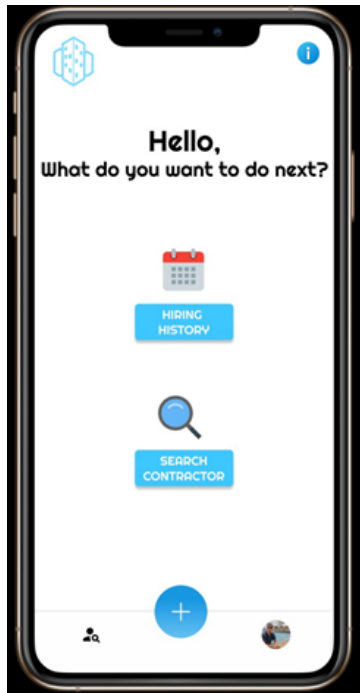 Hello,
What do you want to do next?
HIRING
HISTORY
SEARCH
CONTRACTOR